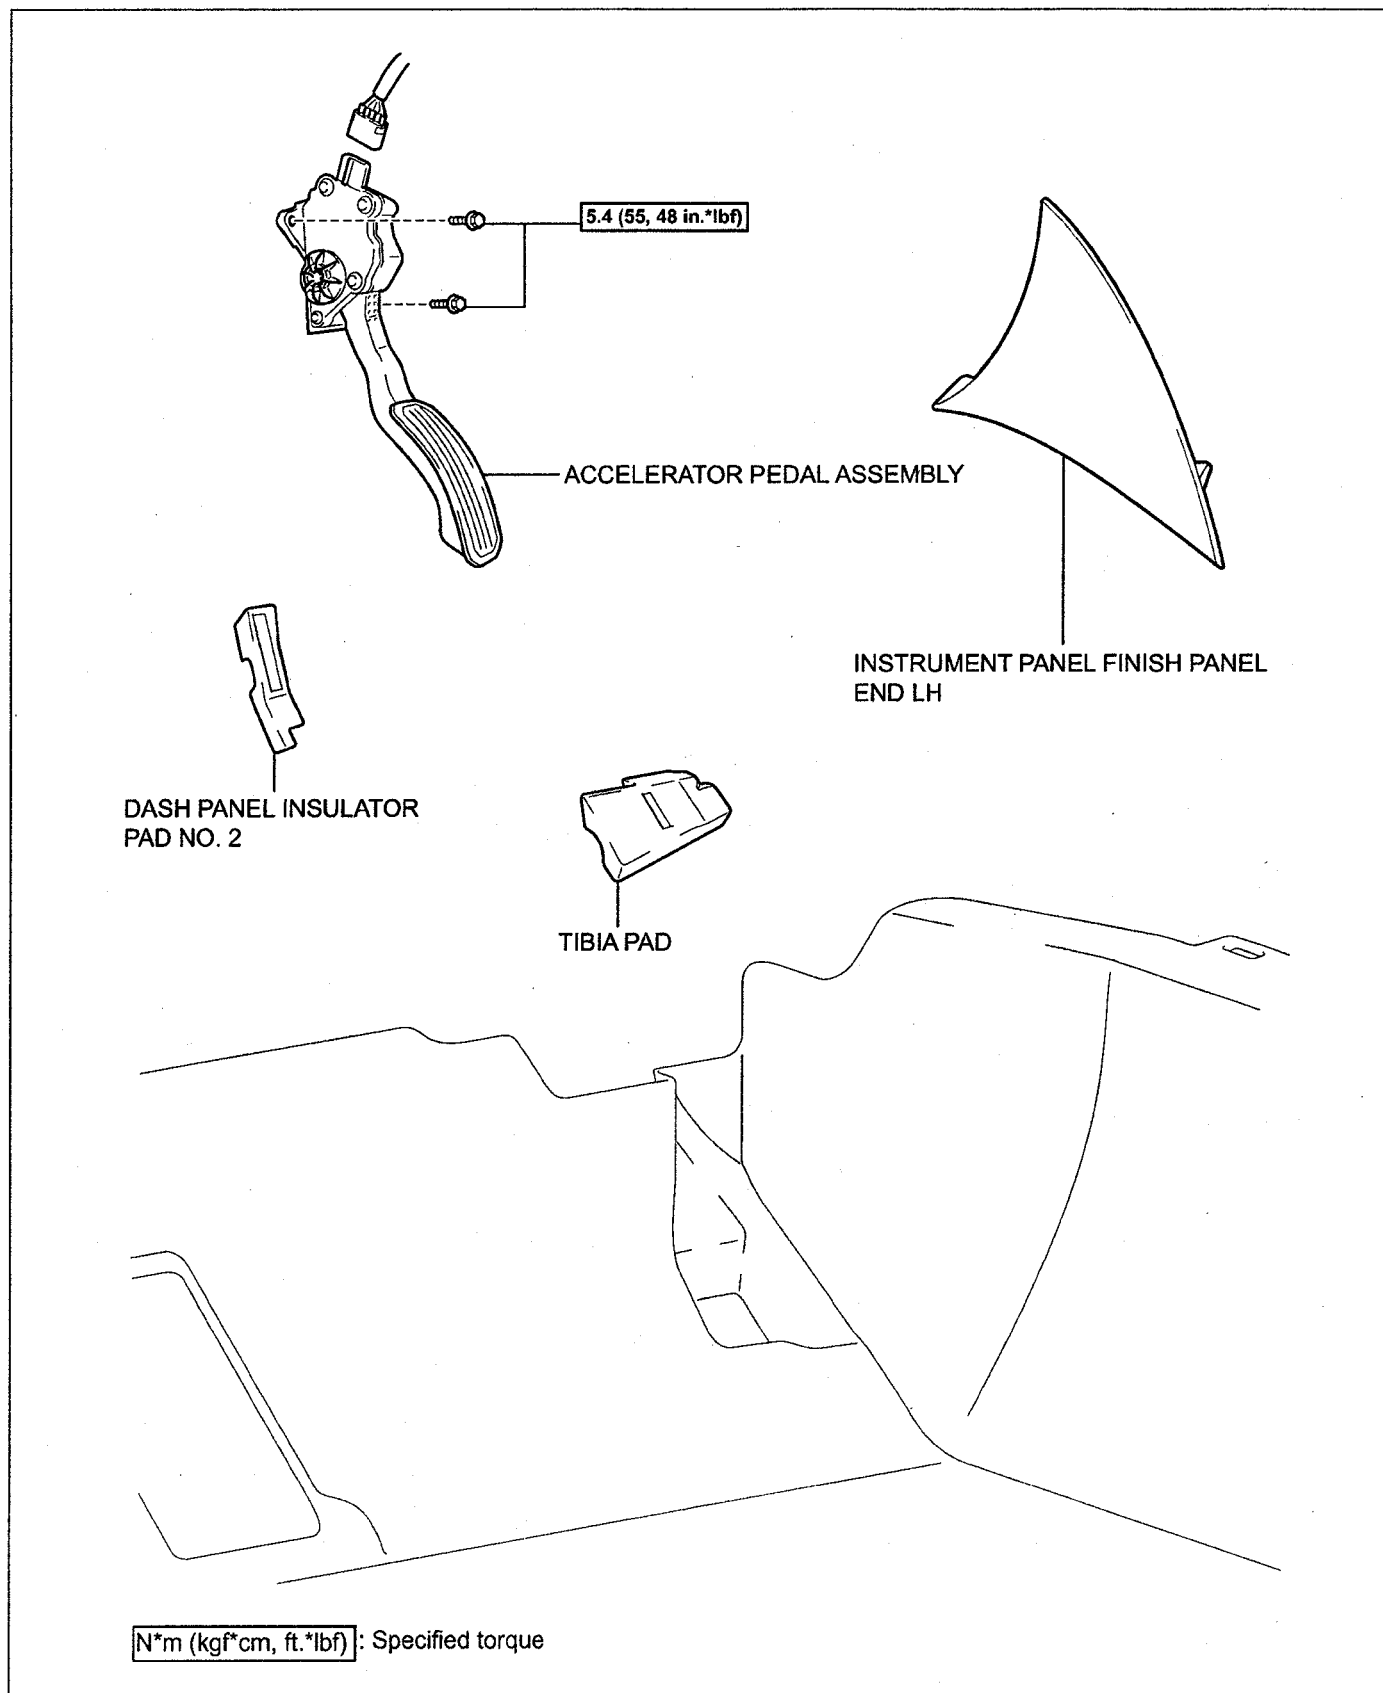 5.4 (55, 48 in.*lbf)
ACCELERATOR PEDAL ASSEMBLY
INSTRUMENT PANEL FINISH PANEL
END LH
DASH PANEL INSULATOR
PAD NO. 2
TIBIA PAD
N*m (kgf*cm, ft.*lbf) : Specified torque